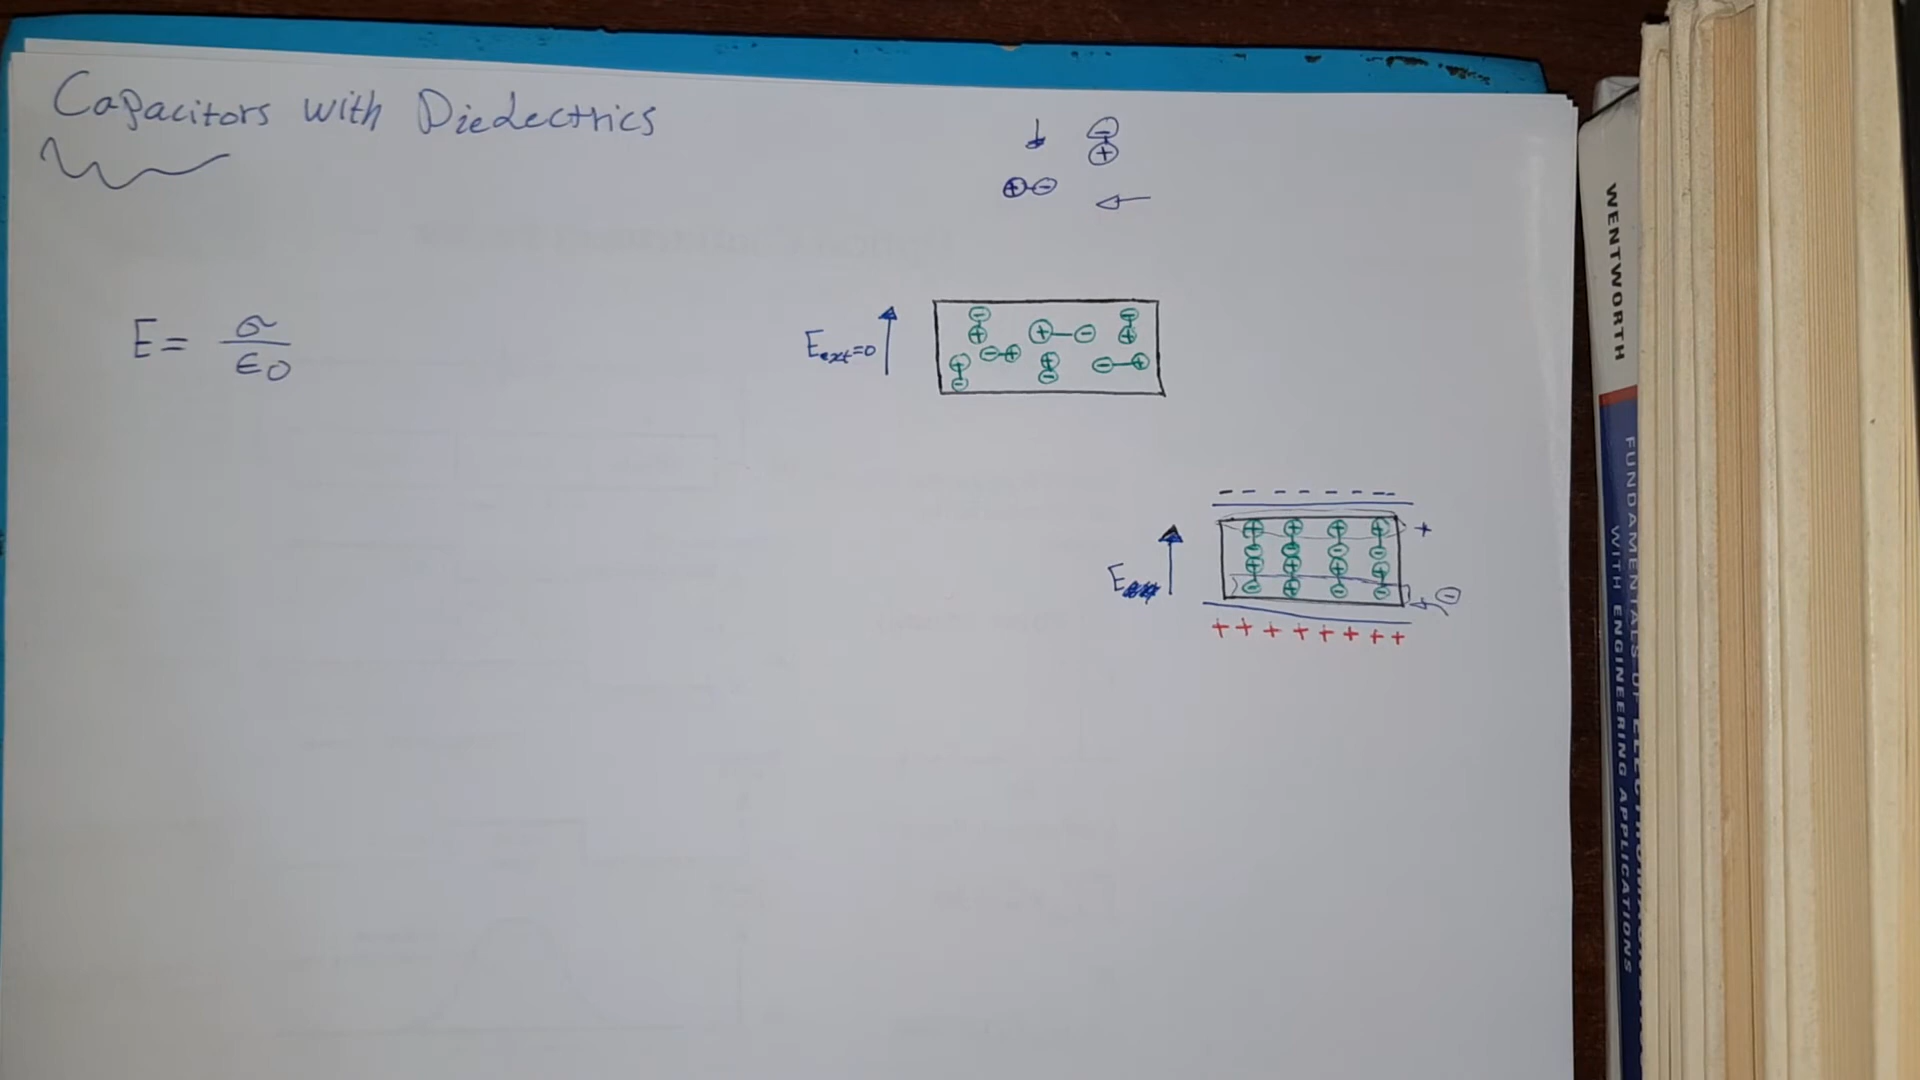 Capacitors with Dielectrics
E = σ / ε0
Eext=0
E
- - - - - - - -
+
-
+ + + + + + + +
WENTWORTH
FUNDAMENTALS OF ELECTROMAGNETICS
WITH ENGINEERING APPLICATIONS